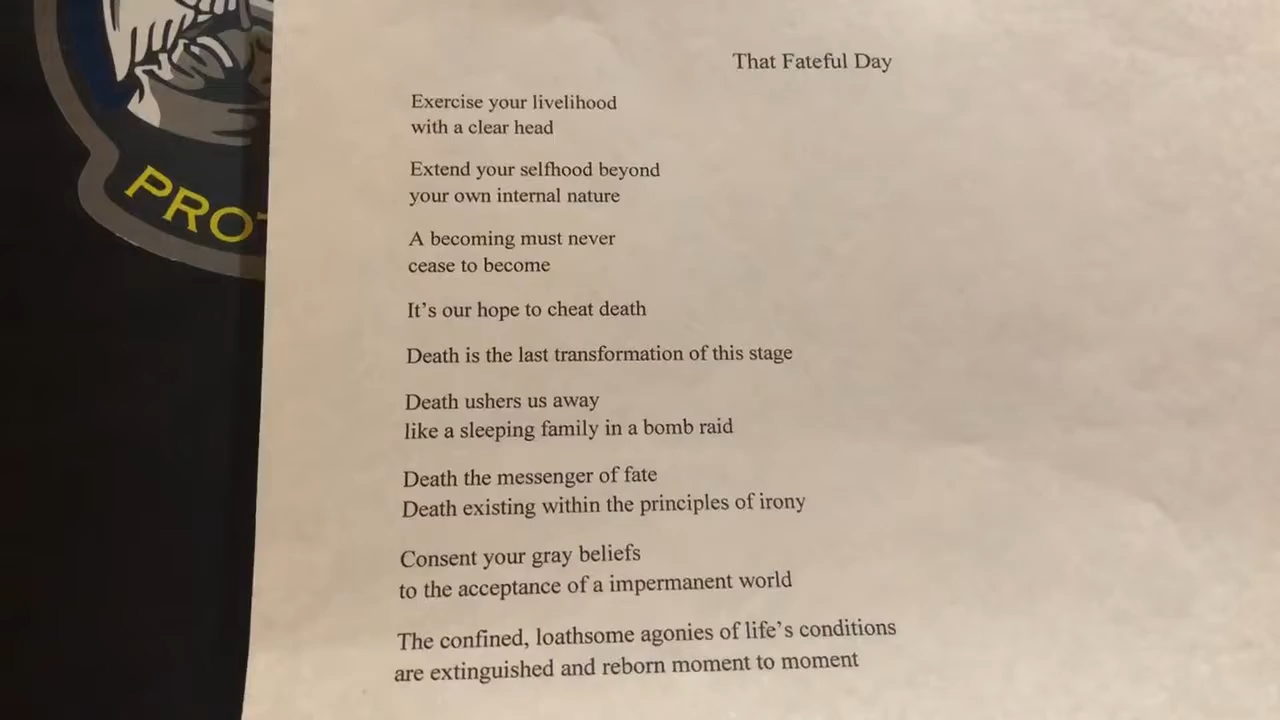 That Fateful Day
Exercise your livelihood
with a clear head
Extend your selfhood beyond
your own internal nature
A becoming must never
cease to become
It's our hope to cheat death
Death is the last transformation of this stage
Death ushers us away
like a sleeping family in a bomb raid
Death the messenger of fate
Death existing within the principles of irony
Consent your gray beliefs
to the acceptance of a impermanent world
The confined, loathsome agonies of life's conditions
are extinguished and reborn moment to moment
PRO